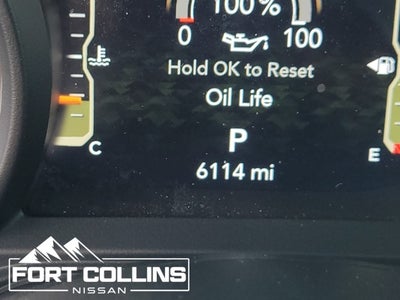 100 %
0 100
Hold OK to Reset
Oil Life
P
C E
6114 mi
FORT COLLINS
NISSAN